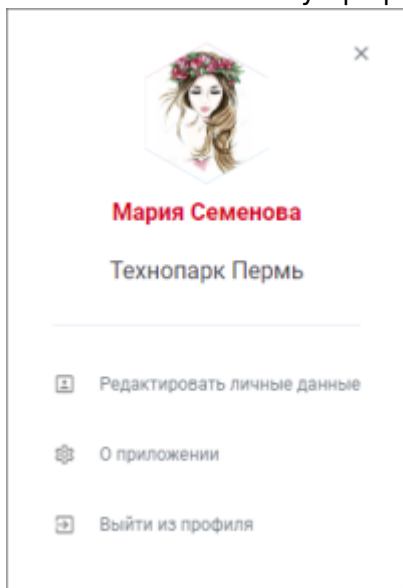 Мария Семенова
Технопарк Пермь
Редактировать личные данные
О приложении
Выйти из профиля